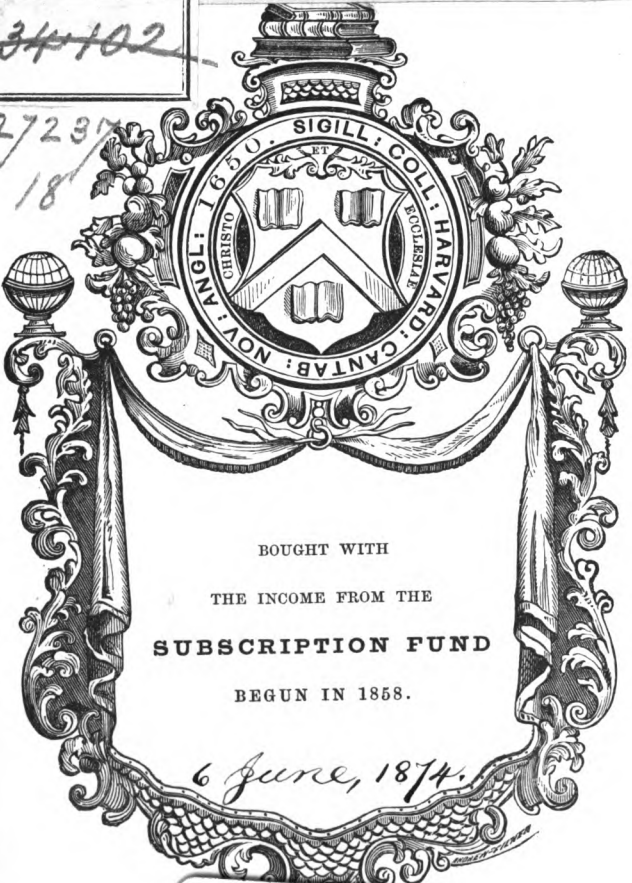 34102
27237
18
SIGILL: COLL: HARVARD: CANTAB: NOV: ANGL: 1650.
ET
CHRISTO
ECCLESIAE
BOUGHT WITH
THE INCOME FROM THE
SUBSCRIPTION FUND
BEGUN IN 1858.
6 June, 1874.